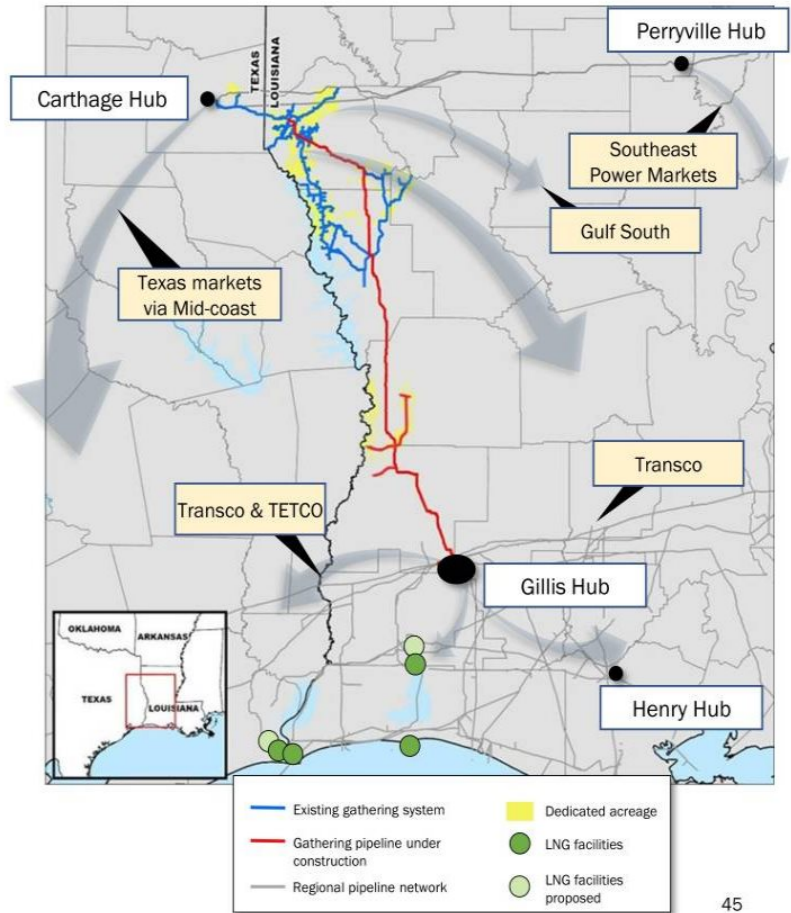 Perryville Hub
TEXAS
LOUISIANA
Carthage Hub
Southeast
Power Markets
Gulf South
Texas markets
via Mid-coast
Transco
Transco & TETCO
Gillis Hub
OKLAHOMA
ARKANSAS
TEXAS
LOUISIANA
Henry Hub
Existing gathering system
Gathering pipeline under
construction
Regional pipeline network
Dedicated acreage
LNG facilities
LNG facilities
proposed
45